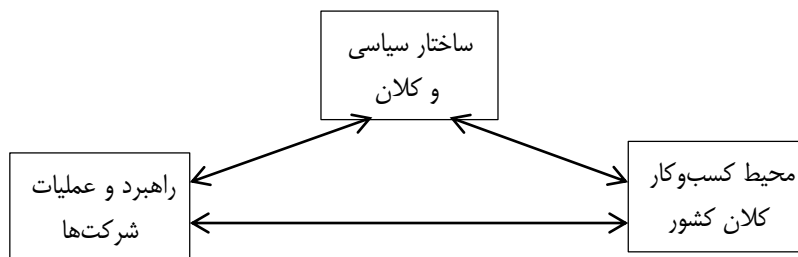 ساختار سیاسی
و کلان
محیط کسب‌وکار
کلان کشور
راهبرد و عملیات
شرکت‌ها